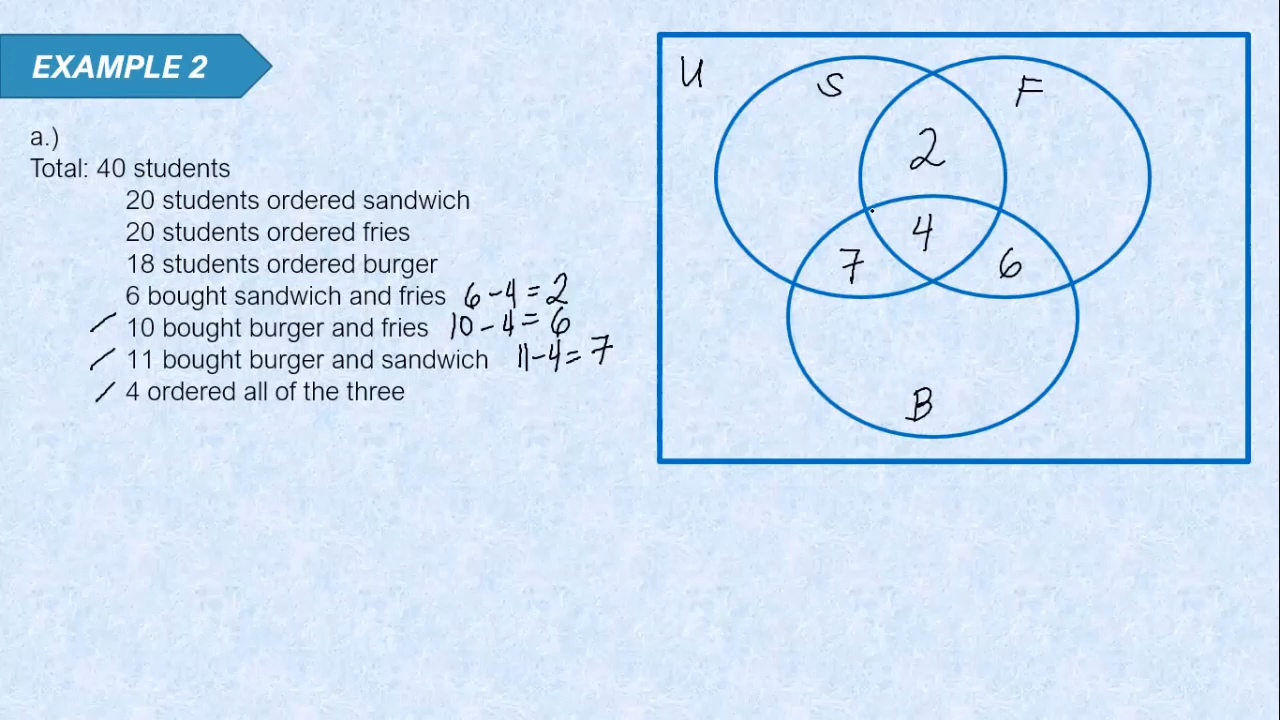 EXAMPLE 2
a.)
Total: 40 students
20 students ordered sandwich
20 students ordered fries
18 students ordered burger
6 bought sandwich and fries 6-4=2
10 bought burger and fries 10-4=6
11 bought burger and sandwich 11-4=7
4 ordered all of the three
U S F
2
4
7 6
B